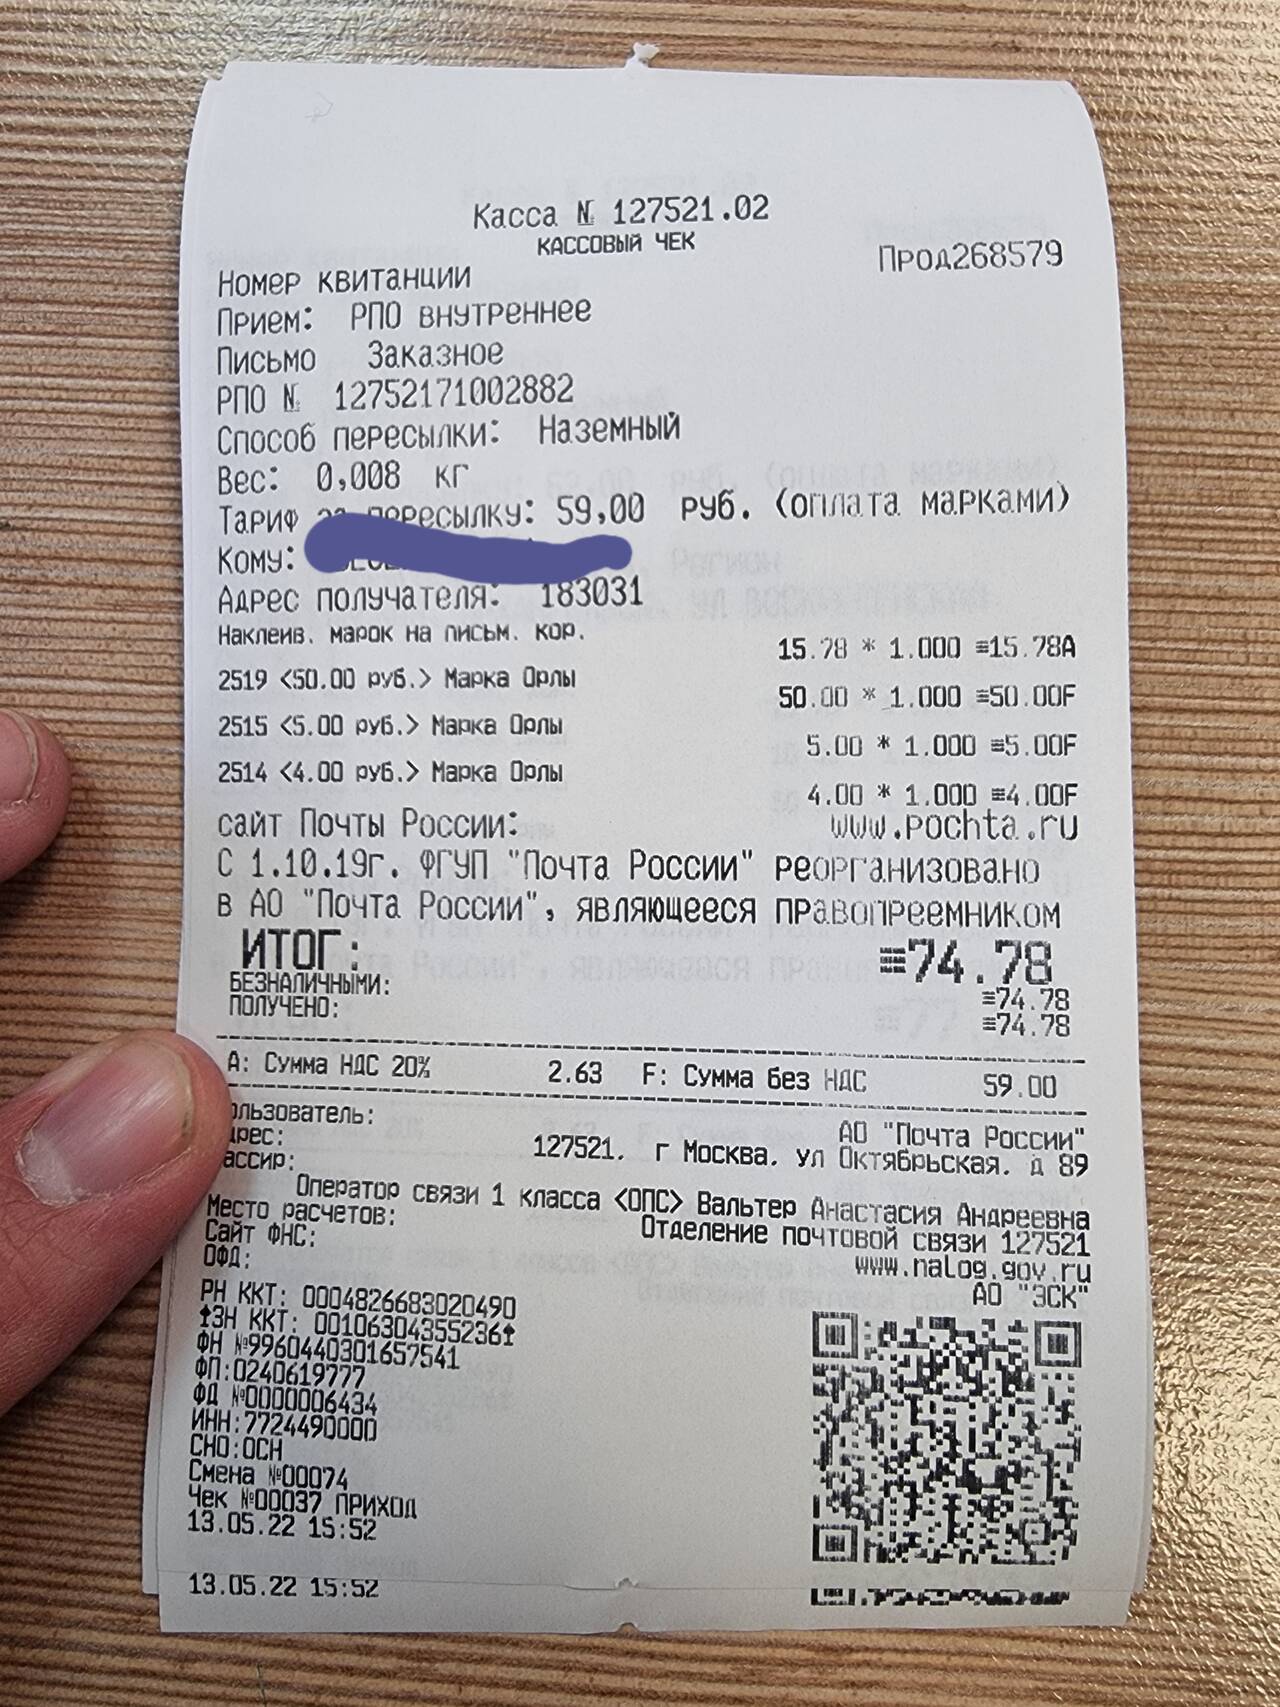 Касса № 127521.02
КАССОВЫЙ ЧЕК
Прод268579
Номер квитанции
Прием: РПО внутреннее
Письмо Заказное
РПО № 12752171002882
Способ пересылки: Наземный
Вес: 0,008 кг
Тариф за пересылку: 59,00 руб. (оплата марками)
Кому:
Адрес получателя: 183031
Наклеив. марок на письм. кор.
15.78 * 1.000 ≡15.78А
2519 <50.00 руб.> Марка Орлы
50.00 * 1.000 ≡50.00F
2515 <5.00 руб.> Марка Орлы
5.00 * 1.000 ≡5.00F
2514 <4.00 руб.> Марка Орлы
4.00 * 1.000 ≡4.00F
сайт Почты России: www.pochta.ru
С 1.10.19г. ФГУП "Почта России" реорганизовано
в АО "Почта России", являющееся правопреемником
ИТОГ: ≡74.78
БЕЗНАЛИЧНЫМИ: ≡74.78
ПОЛУЧЕНО: ≡74.78
А: Сумма НДС 20% 2.63 F: Сумма без НДС 59.00
ользователь: АО "Почта России"
дрес: 127521, г Москва, ул Октябрьская, д 89
ассир:
Оператор связи 1 класса <ОПС> Вальтер Анастасия Андреевна
Место расчетов: Отделение почтовой связи 127521
Сайт ФНС: www.nalog.gov.ru
ОФД: АО "ЭСК"
РН ККТ: 0004826683020490
↑ЗН ККТ: 00106304355236↑
ФН №9960440301657541
ФП:0240619777
ФД №0000006434
ИНН:7724490000
СНО:ОСН
Смена №00074
Чек №00037 ПРИХОД
13.05.22 15:52
13.05.22 15:52